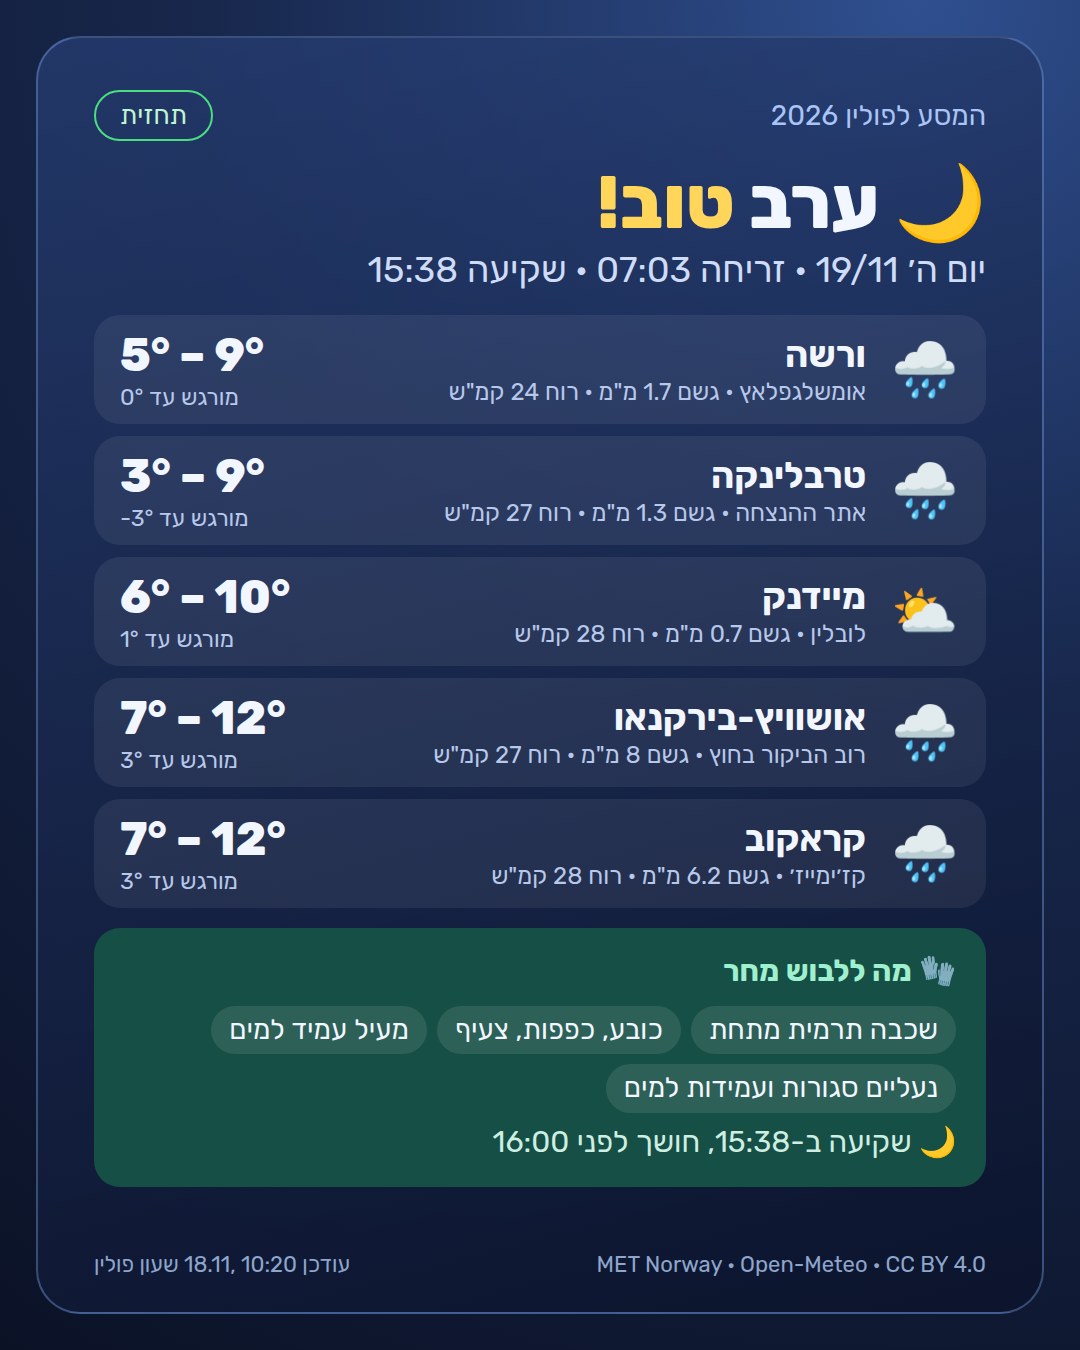 המסע לפולין 2026
תחזית
ערב טוב!
יום ה׳ 19/11 • זריחה 07:03 • שקיעה 15:38
ורשה
אומשלגפלאץ • גשם 1.7 מ"מ • רוח 24 קמ"ש
5° – 9°
מורגש עד 0°
טרבלינקה
אתר ההנצחה • גשם 1.3 מ"מ • רוח 27 קמ"ש
3° – 9°
מורגש עד -3°
מיידנק
לובלין • גשם 0.7 מ"מ • רוח 28 קמ"ש
6° – 10°
מורגש עד 1°
אושוויץ-בירקנאו
רוב הביקור בחוץ • גשם 8 מ"מ • רוח 27 קמ"ש
7° – 12°
מורגש עד 3°
קראקוב
קז׳ימייז׳ • גשם 6.2 מ"מ • רוח 28 קמ"ש
7° – 12°
מורגש עד 3°
מה ללבוש מחר
שכבה תרמית מתחת
כובע, כפפות, צעיף
מעיל עמיד למים
נעליים סגורות ועמידות למים
שקיעה ב-15:38, חושך לפני 16:00
MET Norway • Open-Meteo • CC BY 4.0
עודכן 10:20 ,18.11 שעון פולין